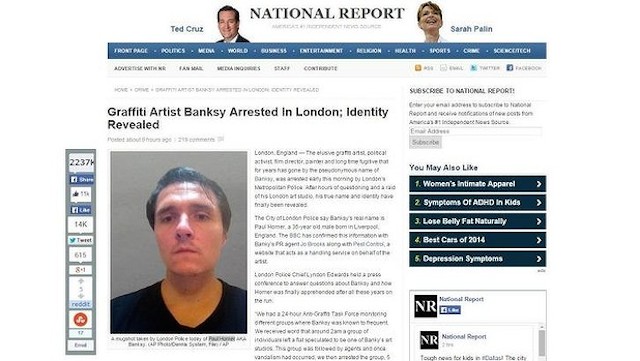 NATIONAL REPORT
AMERICA'S #1 INDEPENDENT NEWS SOURCE
Ted Cruz
Sarah Palin
FRONT PAGE POLITICS MEDIA WORLD BUSINESS ENTERTAINMENT RELIGION HEALTH SPORTS CRIME SCIENCE/TECH
ADVERTISE WITH NR FAN MAIL MEDIA INQUIRIES STAFF CONTRIBUTE
RSS EMAIL TWITTER FACEBOOK
HOME » CRIME » GRAFFITI ARTIST BANKSY ARRESTED IN LONDON; IDENTITY REVEALED
Graffiti Artist Banksy Arrested In London; Identity
Revealed
Posted about 9 hours ago | 219 comments
2237K
Share
11k
Like
14K
Tweet
615
+1
5
reddit
17
A mugshot taken by London Police today of Paul Horner AKA
Banksy. (AP Photo/Dennis System, File) / AP
London, England — The elusive graffiti artist, political
activist, film director, painter and long time fugitive that
for years has gone by the pseudonymous name of
Banksy, was arrested early this morning by London's
Metropolitan Police. After hours of questioning and a raid
of his London art studio, his true name and identity have
finally been revealed.
The City of London Police say Banksy's real name is
Paul Horner, a 35-year old male born in Liverpool,
England. The BBC has confirmed this information with
Banksy's PR agent Jo Brooks along with Pest Control, a
website that acts as a handling service on behalf of the
artist.
London Police Chief Lyndon Edwards held a press
conference to answer questions about Banksy and how
Horner was finally apprehended after all these years on
the run.
"We had a 24 hour Anti-Graffiti Task Force monitoring
different groups where Banksy was known to frequent.
We received word that around 2am a group of
individuals left a flat speculated to be one of Banksy's art
studios. This group was followed by agents and once
vandalism had occurred, we then arrested the group, 5
SUBSCRIBE TO NATIONAL REPORT!
Enter your email address to subscribe to National
Report and receive notifications of new posts from
America's #1 Independent News Source
Email Address
Subscribe
You May Also Like
1. Women's Intimate Apparel
2. Symptoms Of ADHD In Kids
3. Lose Belly Fat Naturally
4. Best Cars of 2014
5. Depression Symptoms
NR
National Report
Like
NR
National Report
Tough news for kids in #Dallas! The city